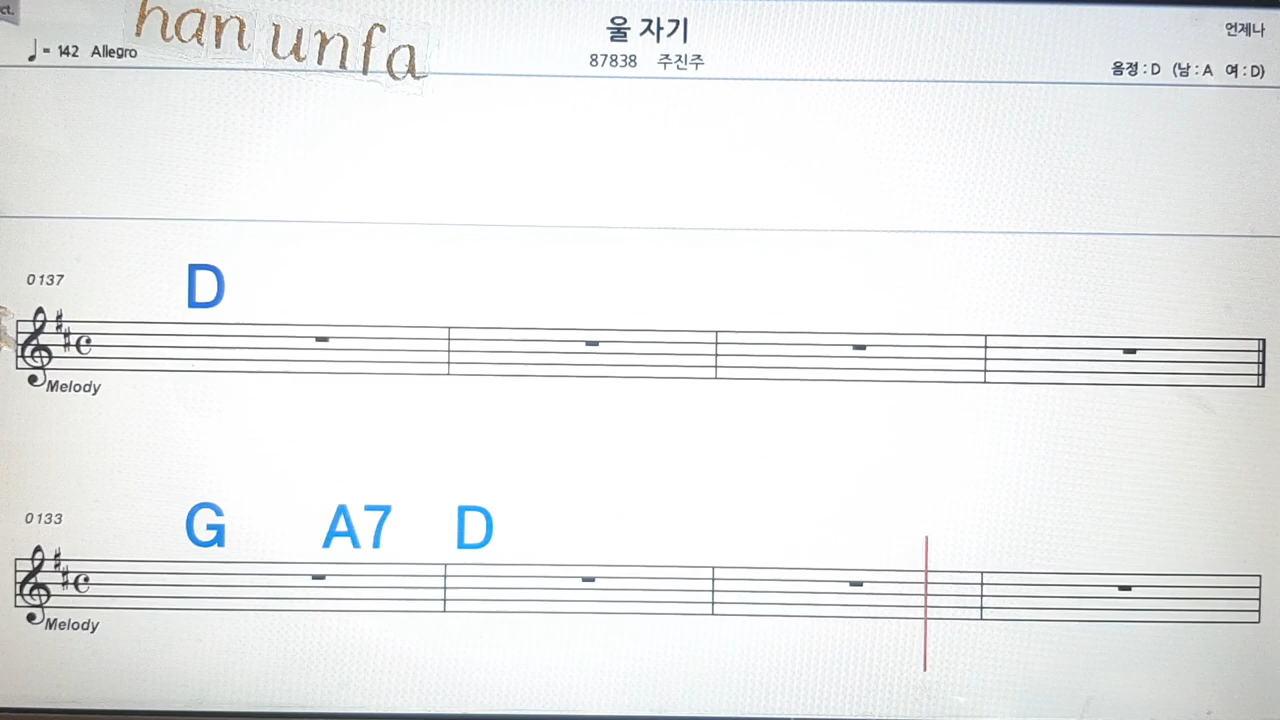 ct.
han unfa
울 자기
언제나
♩= 142 Allegro
87838 주진주
음정 : D (남 : A 여 : D)
0137
D
Melody
0133
G A7 D
Melody